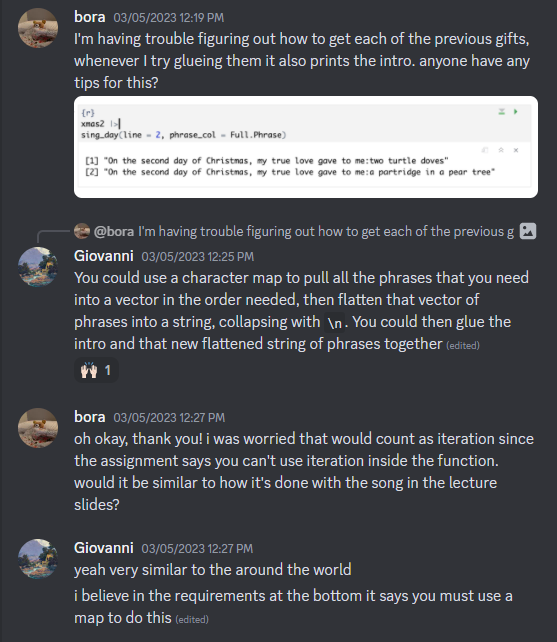 bora 03/05/2023 12:19 PM
I'm having trouble figuring out how to get each of the previous gifts,
whenever I try glueing them it also prints the intro. anyone have any
tips for this?
{r}
xmas2 |>
sing_day(line = 2, phrase_col = Full.Phrase)
[1] "On the second day of Christmas, my true love gave to me:two turtle doves"
[2] "On the second day of Christmas, my true love gave to me:a partridge in a pear tree"
@bora I'm having trouble figuring out how to get each of the previous g
Giovanni 03/05/2023 12:25 PM
You could use a character map to pull all the phrases that you need
into a vector in the order needed, then flatten that vector of
phrases into a string, collapsing with \n. You could then glue the
intro and that new flattened string of phrases together (edited)
🙌🏻 1
bora 03/05/2023 12:27 PM
oh okay, thank you! i was worried that would count as iteration since
the assignment says you can't use iteration inside the function.
would it be similar to how it's done with the song in the lecture
slides?
Giovanni 03/05/2023 12:27 PM
yeah very similar to the around the world
i believe in the requirements at the bottom it says you must use a
map to do this (edited)